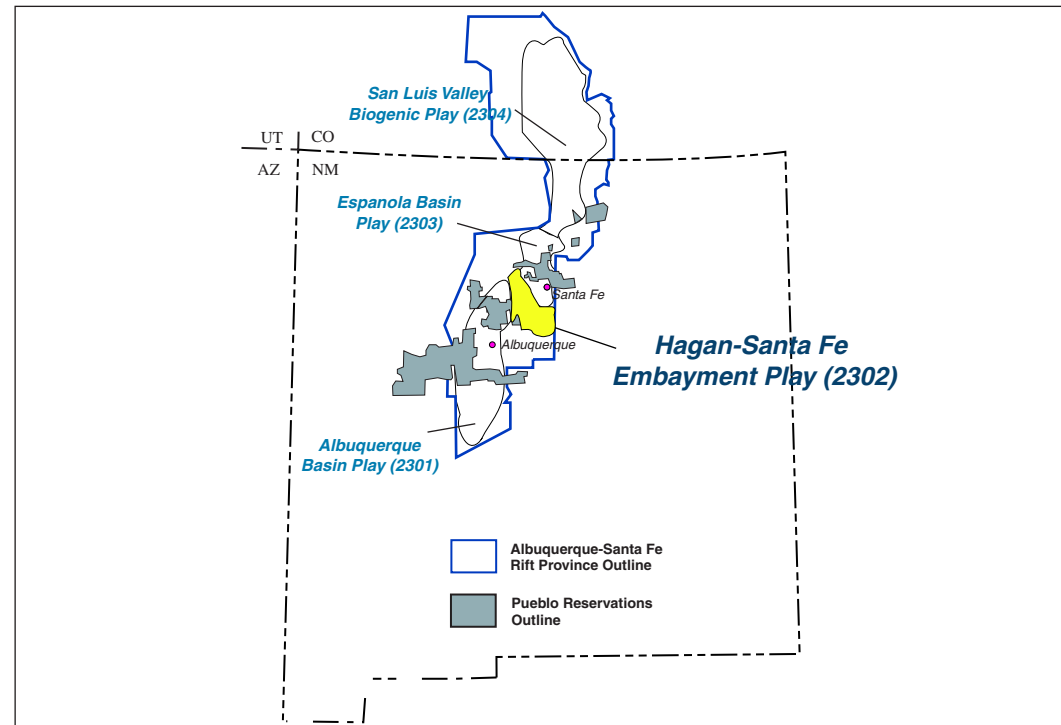 San Luis Valley
Biogenic Play (2304)
UT CO
AZ NM
Espanola Basin
Play (2303)
Santa Fe
Albuquerque
Hagan-Santa Fe
Embayment Play (2302)
Albuquerque
Basin Play (2301)
Albuquerque-Santa Fe
Rift Province Outline
Pueblo Reservations
Outline